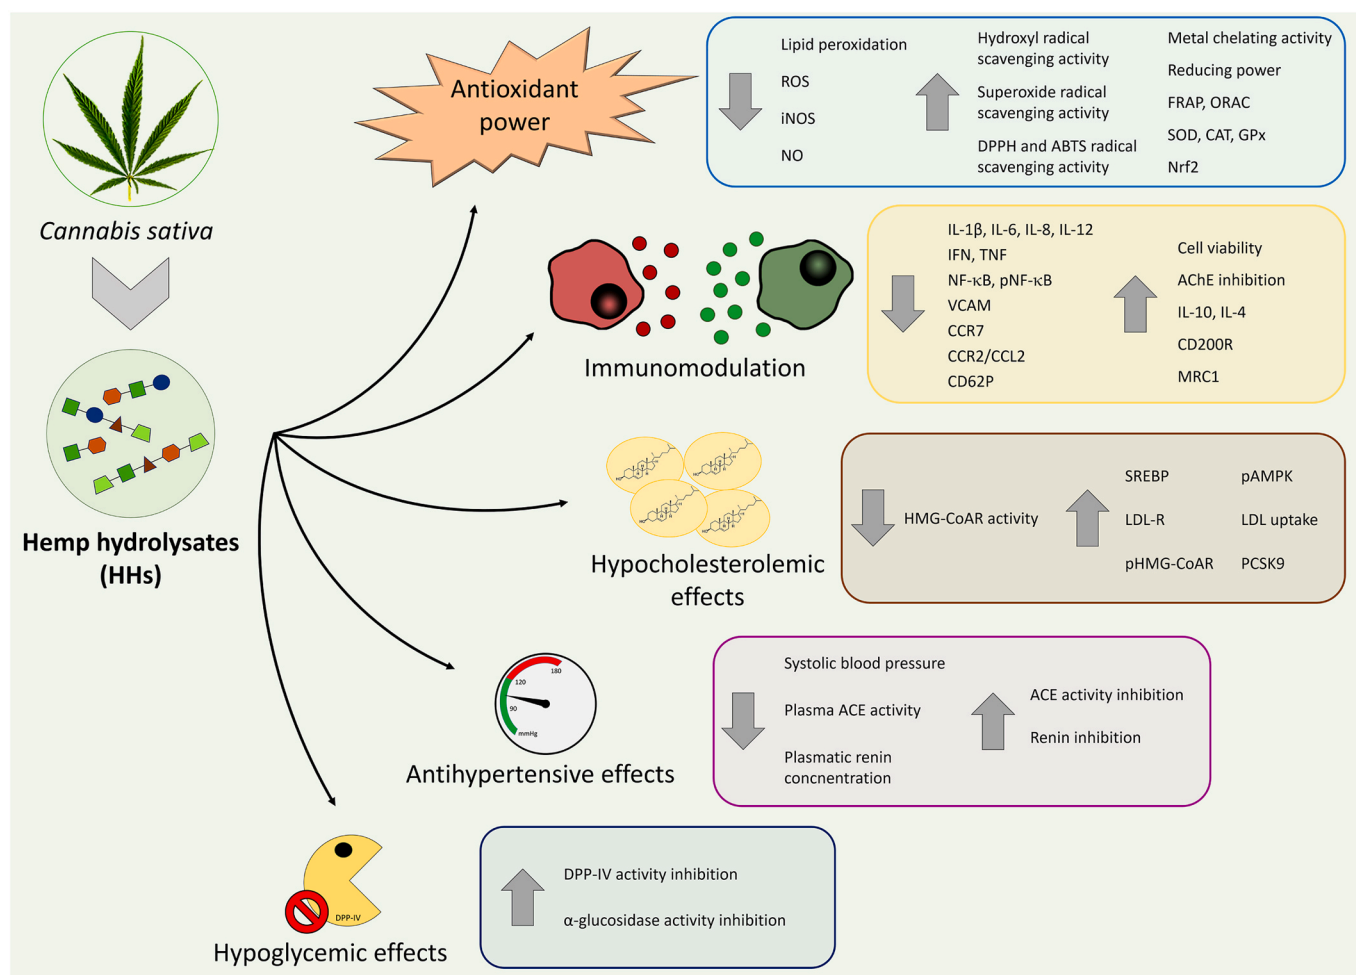 Cannabis sativa
Hemp hydrolysates
(HHs)
Antioxidant
power
Lipid peroxidation
ROS
iNOS
NO
Hydroxyl radical
scavenging activity
Superoxide radical
scavenging activity
DPPH and ABTS radical
scavenging activity
Metal chelating activity
Reducing power
FRAP, ORAC
SOD, CAT, GPx
Nrf2
Immunomodulation
IL-1β, IL-6, IL-8, IL-12
IFN, TNF
NF-κB, pNF-κB
VCAM
CCR7
CCR2/CCL2
CD62P
Cell viability
AChE inhibition
IL-10, IL-4
CD200R
MRC1
Hypocholesterolemic
effects
HMG-CoAR activity
SREBP
LDL-R
pHMG-CoAR
pAMPK
LDL uptake
PCSK9
180
120
90
mmHg
Antihypertensive effects
Systolic blood pressure
Plasma ACE activity
Plasmatic renin
concnentration
ACE activity inhibition
Renin inhibition
DPP-IV
Hypoglycemic effects
DPP-IV activity inhibition
α-glucosidase activity inhibition